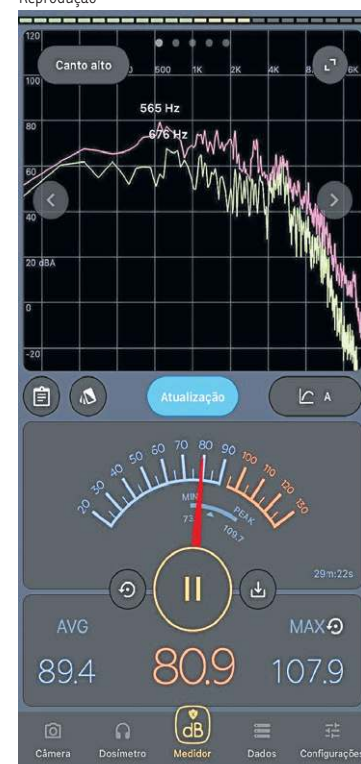 Reprodução
120
Canto alto
500 1K 2K 4K 8. 6K
100
565 Hz
80
676 Hz
60
40
20 dBA
0
-20
Atualização
A
20 30 40 50 60 70 80 90 100 110 120 130
MIN
PEAK
73.
109.7
29m:22s
AVG
MAX
89.4
80.9
107.9
dB
Câmera Dosímetro Medidor Dados Configurações